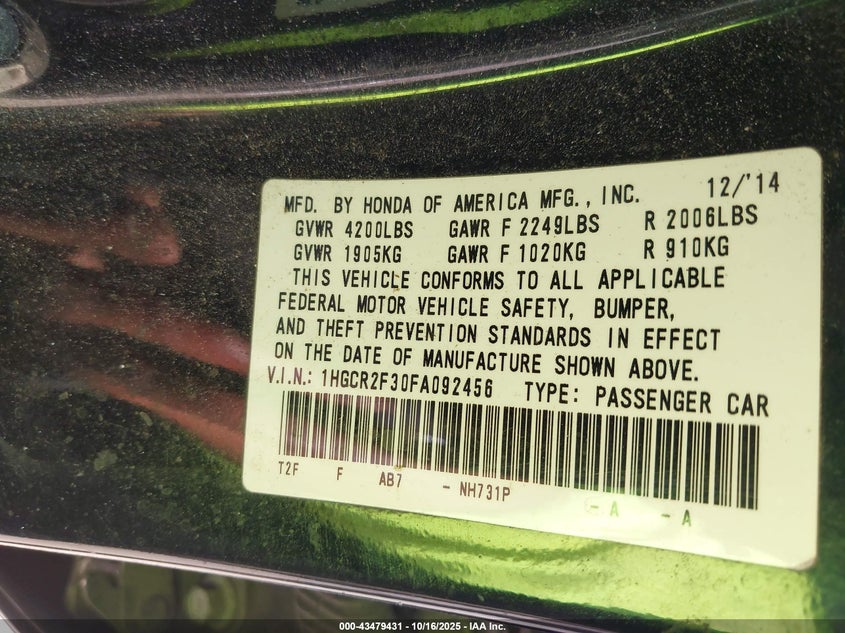 MFD. BY HONDA OF AMERICA MFG., INC. 12/'14
GVWR 4200LBS GAWR F 2249LBS R 2006LBS
GVWR 1905KG GAWR F 1020KG R 910KG
THIS VEHICLE CONFORMS TO ALL APPLICABLE
FEDERAL MOTOR VEHICLE SAFETY, BUMPER,
AND THEFT PREVENTION STANDARDS IN EFFECT
ON THE DATE OF MANUFACTURE SHOWN ABOVE.
V.I.N.: 1HGCR2F30FA092456 TYPE: PASSENGER CAR
T2F F AB7 - NH731P - A - A
000-43479431 - 10/16/2025 - IAA Inc.